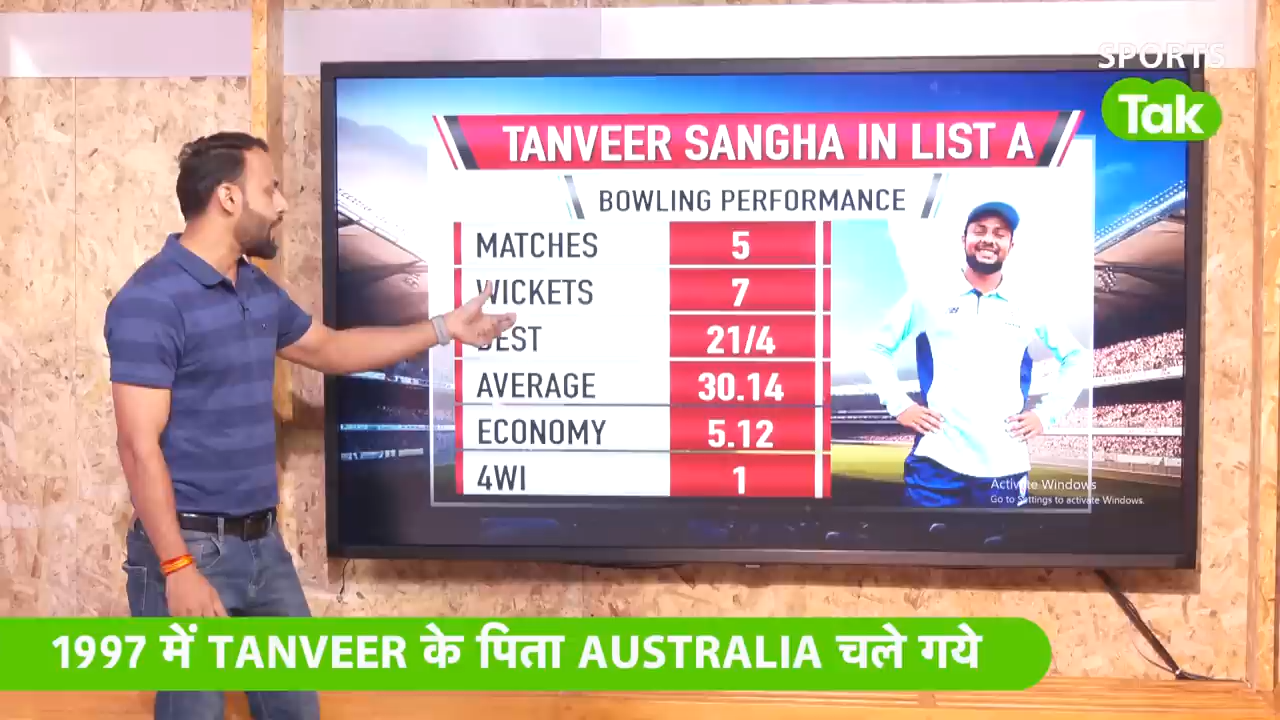 SPORTS
Tak
TANVEER SANGHA IN LIST A
BOWLING PERFORMANCE
MATCHES 5
WICKETS 7
BEST 21/4
AVERAGE 30.14
ECONOMY 5.12
4WI 1
Activate Windows
Go to Settings to activate Windows.
1997 में TANVEER के पिता AUSTRALIA चले गये